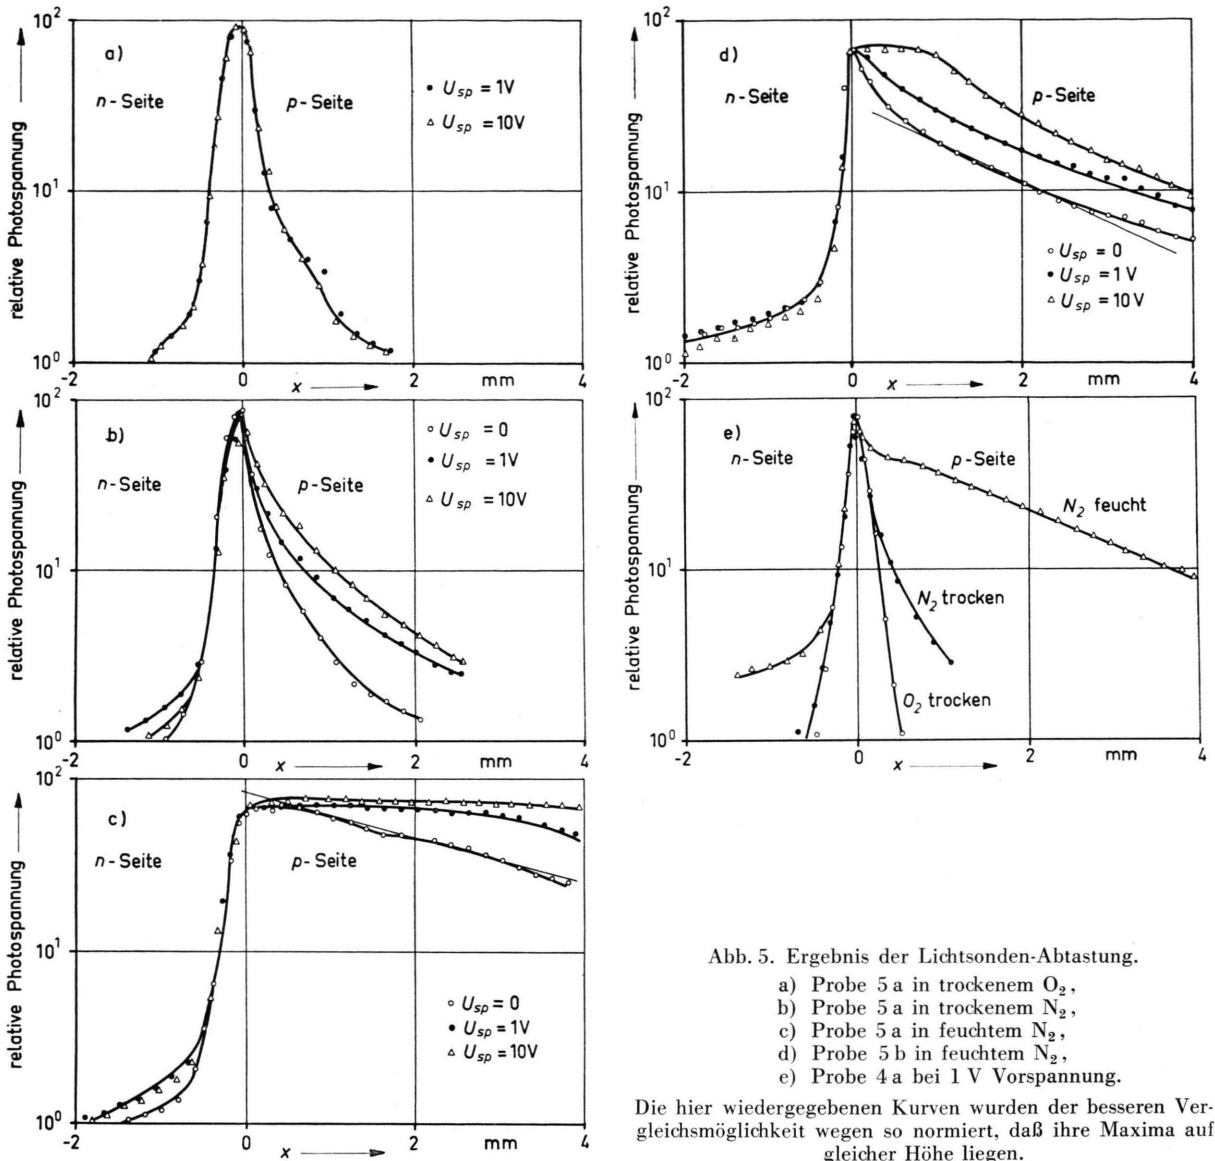 relative Photospannung
10²
10¹
10⁰
a)
n-Seite
p-Seite
• U_sp = 1V
△ U_sp = 10V
-2
0
2
4
x
mm
relative Photospannung
10²
10¹
10⁰
b)
n-Seite
p-Seite
○ U_sp = 0
• U_sp = 1V
△ U_sp = 10V
-2
0
2
4
x
mm
relative Photospannung
10²
10¹
10⁰
c)
n-Seite
p-Seite
○ U_sp = 0
• U_sp = 1V
△ U_sp = 10V
-2
0
2
4
x
mm
relative Photospannung
10²
10¹
10⁰
d)
n-Seite
p-Seite
○ U_sp = 0
• U_sp = 1V
△ U_sp = 10V
-2
0
2
4
x
mm
relative Photospannung
10²
10¹
10⁰
e)
n-Seite
p-Seite
N₂ feucht
N₂ trocken
O₂ trocken
-2
0
2
4
x
mm
Abb. 5. Ergebnis der Lichtsonden-Abtastung.
a) Probe 5 a in trockenem O₂,
b) Probe 5 a in trockenem N₂,
c) Probe 5 a in feuchtem N₂,
d) Probe 5 b in feuchtem N₂,
e) Probe 4 a bei 1 V Vorspannung.
Die hier wiedergegebenen Kurven wurden der besseren Ver-
gleichsmöglichkeit wegen so normiert, daß ihre Maxima auf
gleicher Höhe liegen.